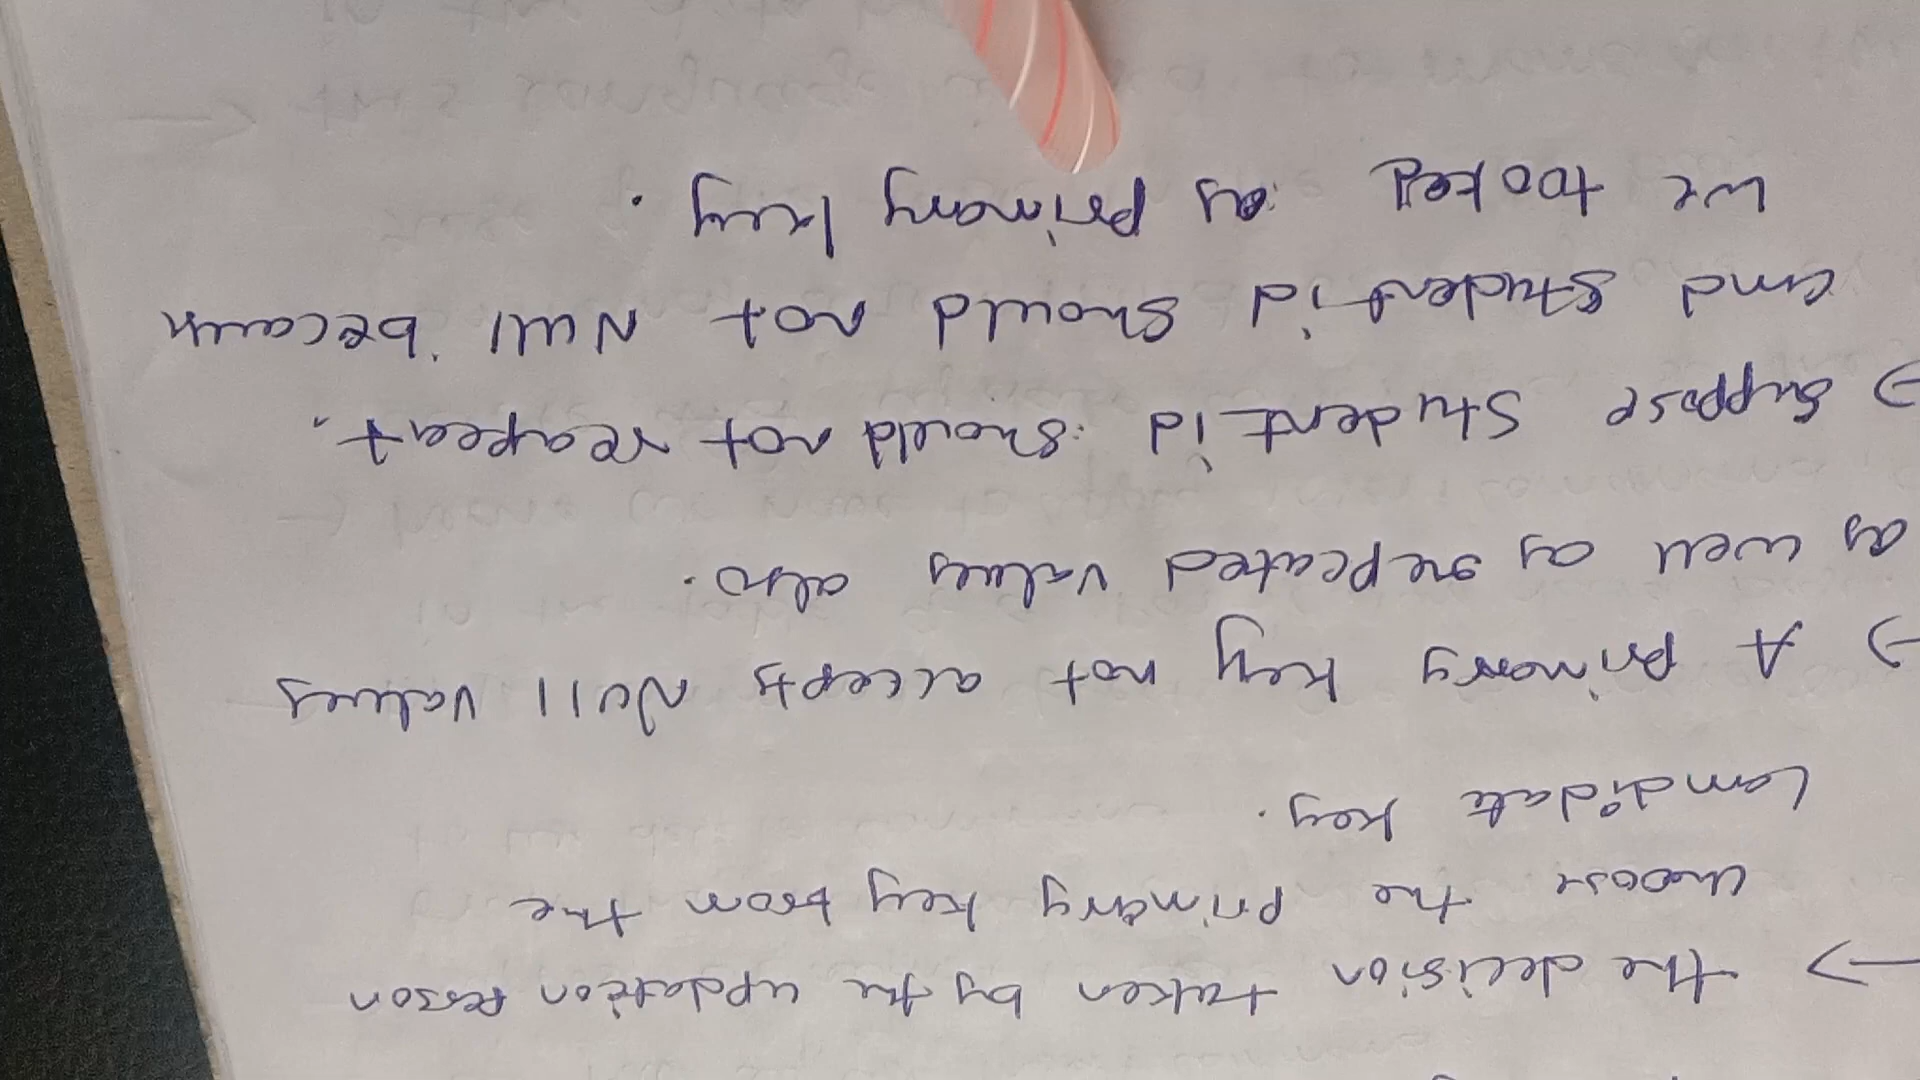 → the decision taken by the updation person
choose the primary key from the
Candidate key.
→ A primary key not accepts Null values
as well as repeated values also.
→ Suppose student id should not reapeat.
and student id should not Null because
we tooked as primary key.